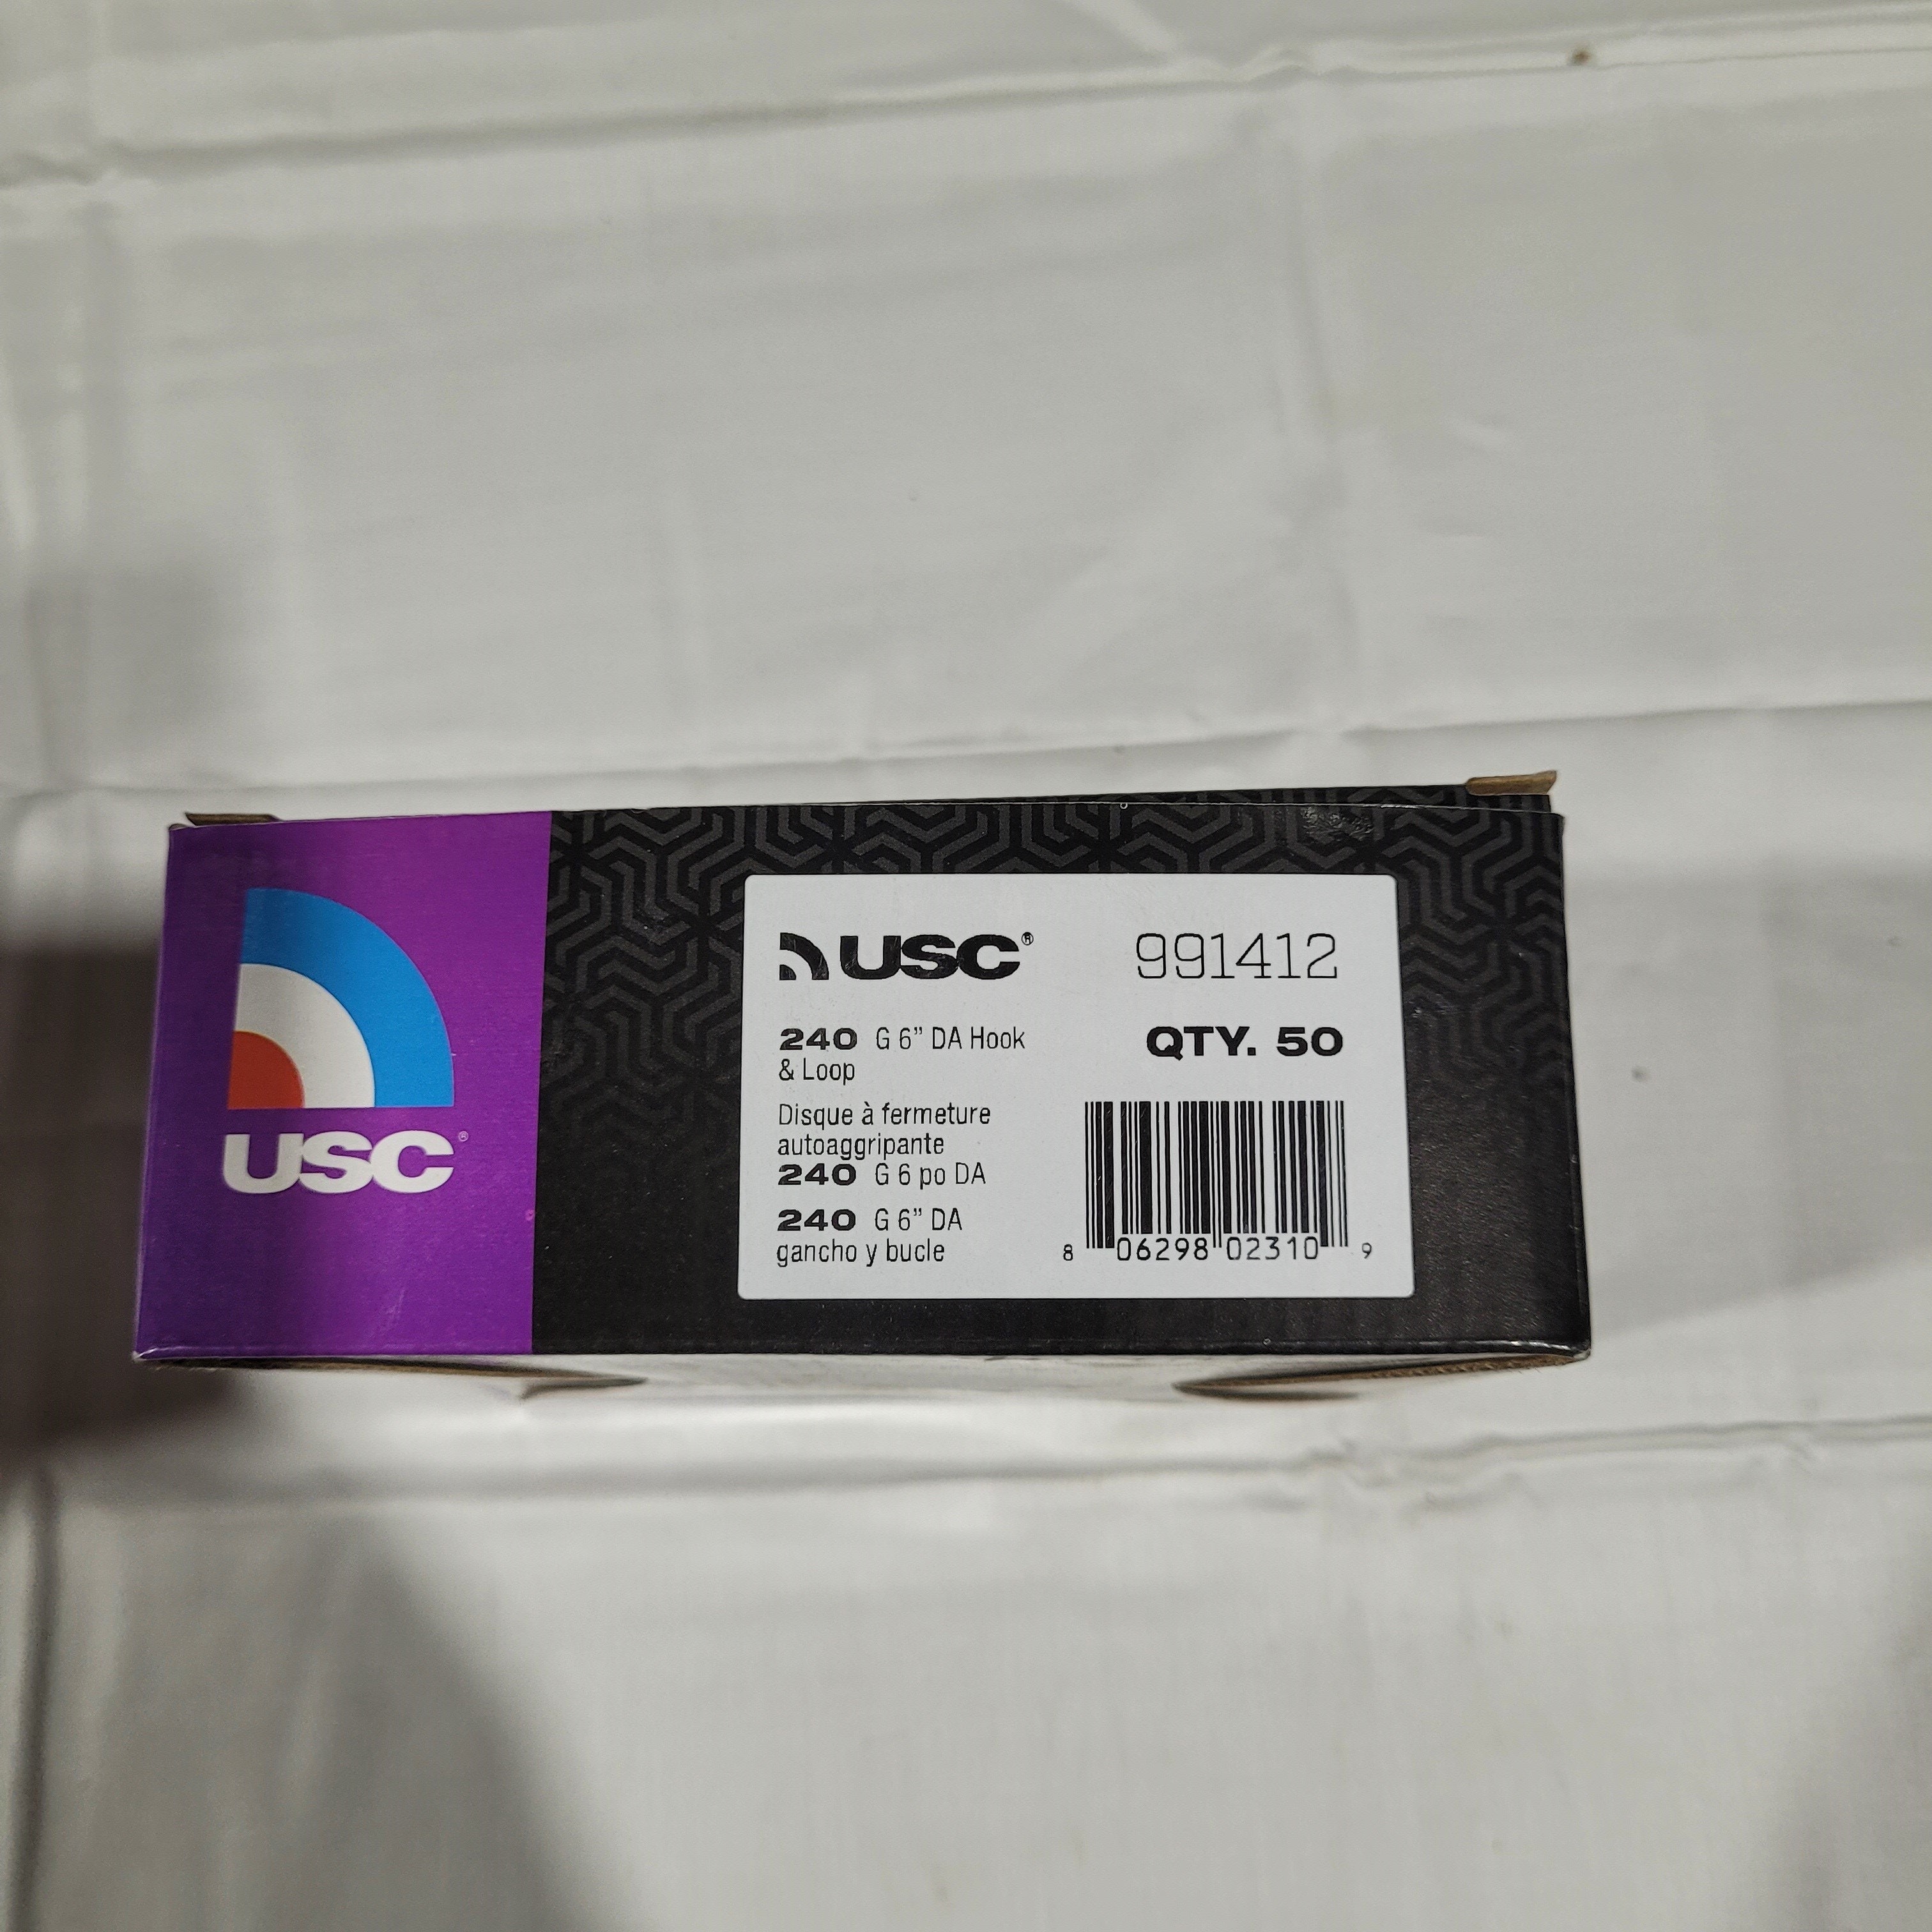 USC®
USC® 991412
240 G 6” DA Hook
& Loop
QTY. 50
Disque à fermeture
autoaggripante
240 G 6 po DA
240 G 6” DA
gancho y bucle
8 06298 02310 9